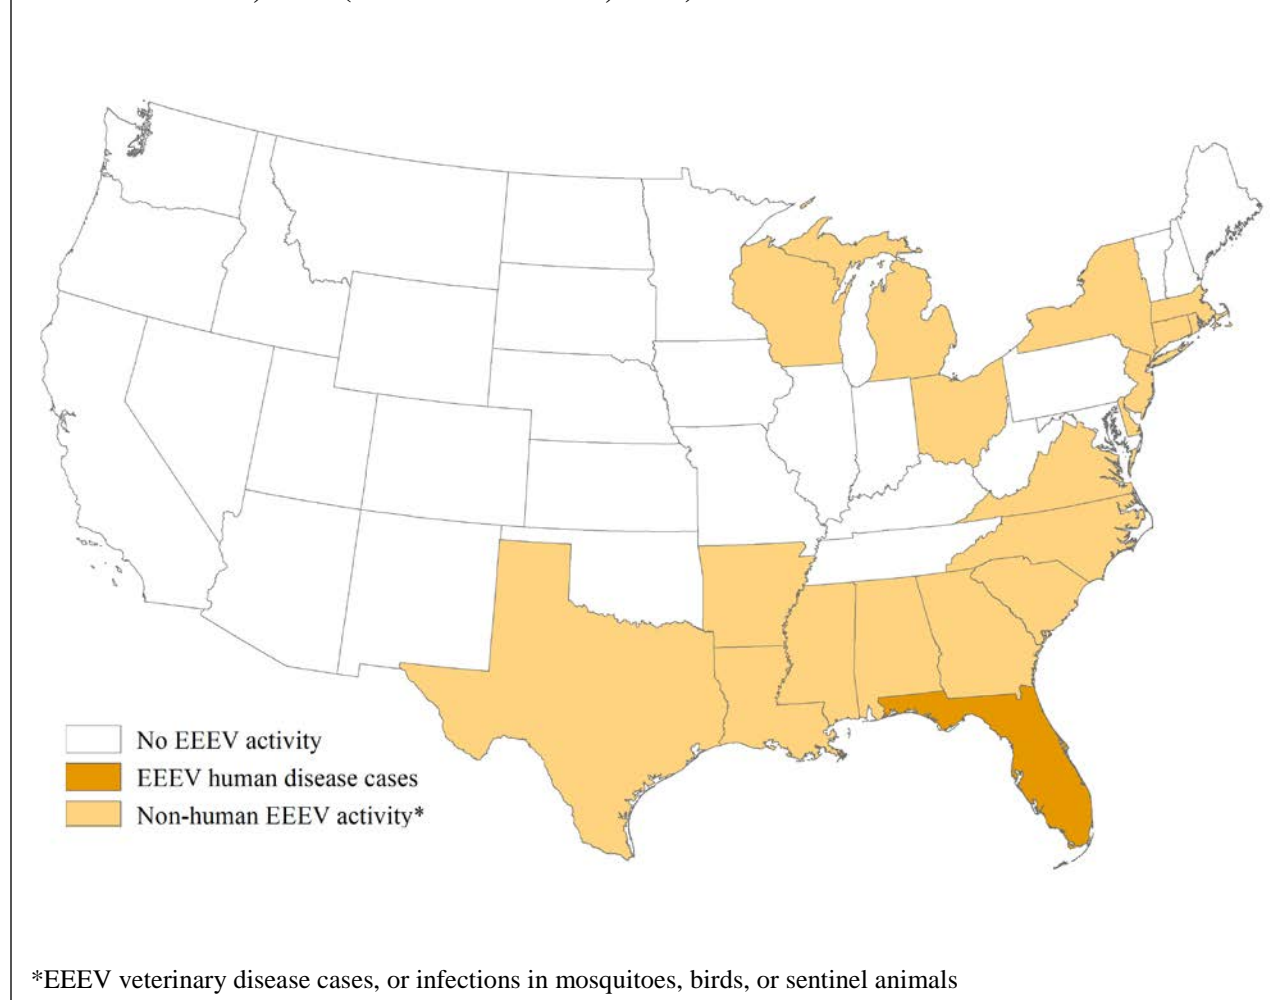 No EEEV activity
EEEV human disease cases
Non-human EEEV activity*
*EEEV veterinary disease cases, or infections in mosquitoes, birds, or sentinel animals